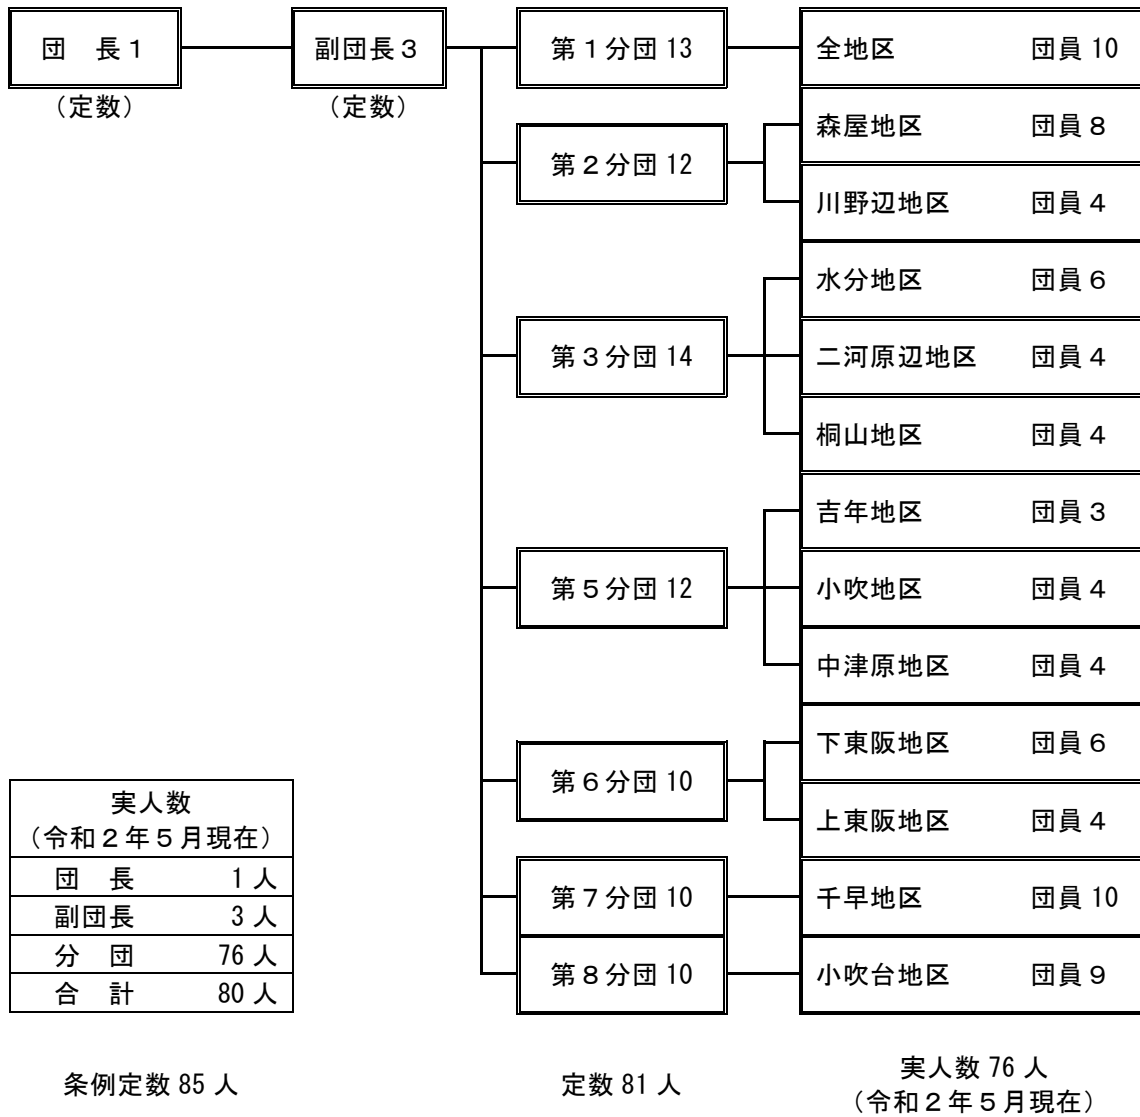 団　長１
（定数）
副団長３
（定数）
第１分団 13
全地区　団員 10
第２分団 12
森屋地区　団員８
川野辺地区　団員４
第３分団 14
水分地区　団員６
二河原辺地区　団員４
桐山地区　団員４
第５分団 12
吉年地区　団員３
小吹地区　団員４
中津原地区　団員４
第６分団 10
下東阪地区　団員６
上東阪地区　団員４
第７分団 10
千早地区　団員 10
第８分団 10
小吹台地区　団員９
実人数
（令和２年５月現在）
団　長　1 人
副団長　3 人
分　団　76 人
合　計　80 人
条例定数 85 人
定数 81 人
実人数 76 人
（令和２年５月現在）